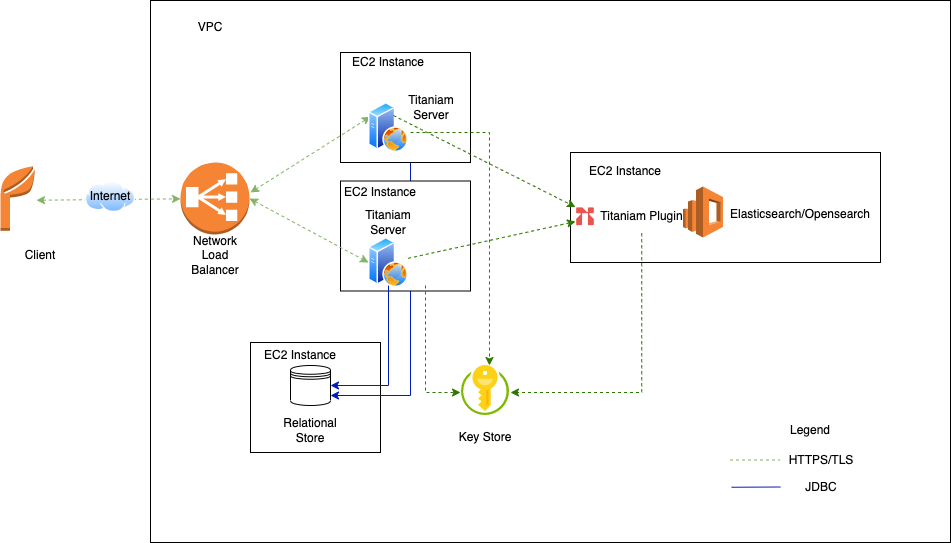 VPC
EC2 Instance
Titaniam
Server
EC2 Instance
Titaniam
Server
EC2 Instance
Titaniam Plugin
Elasticsearch/Opensearch
Internet
Client
Network
Load
Balancer
EC2 Instance
Relational
Store
Key Store
Legend
HTTPS/TLS
JDBC